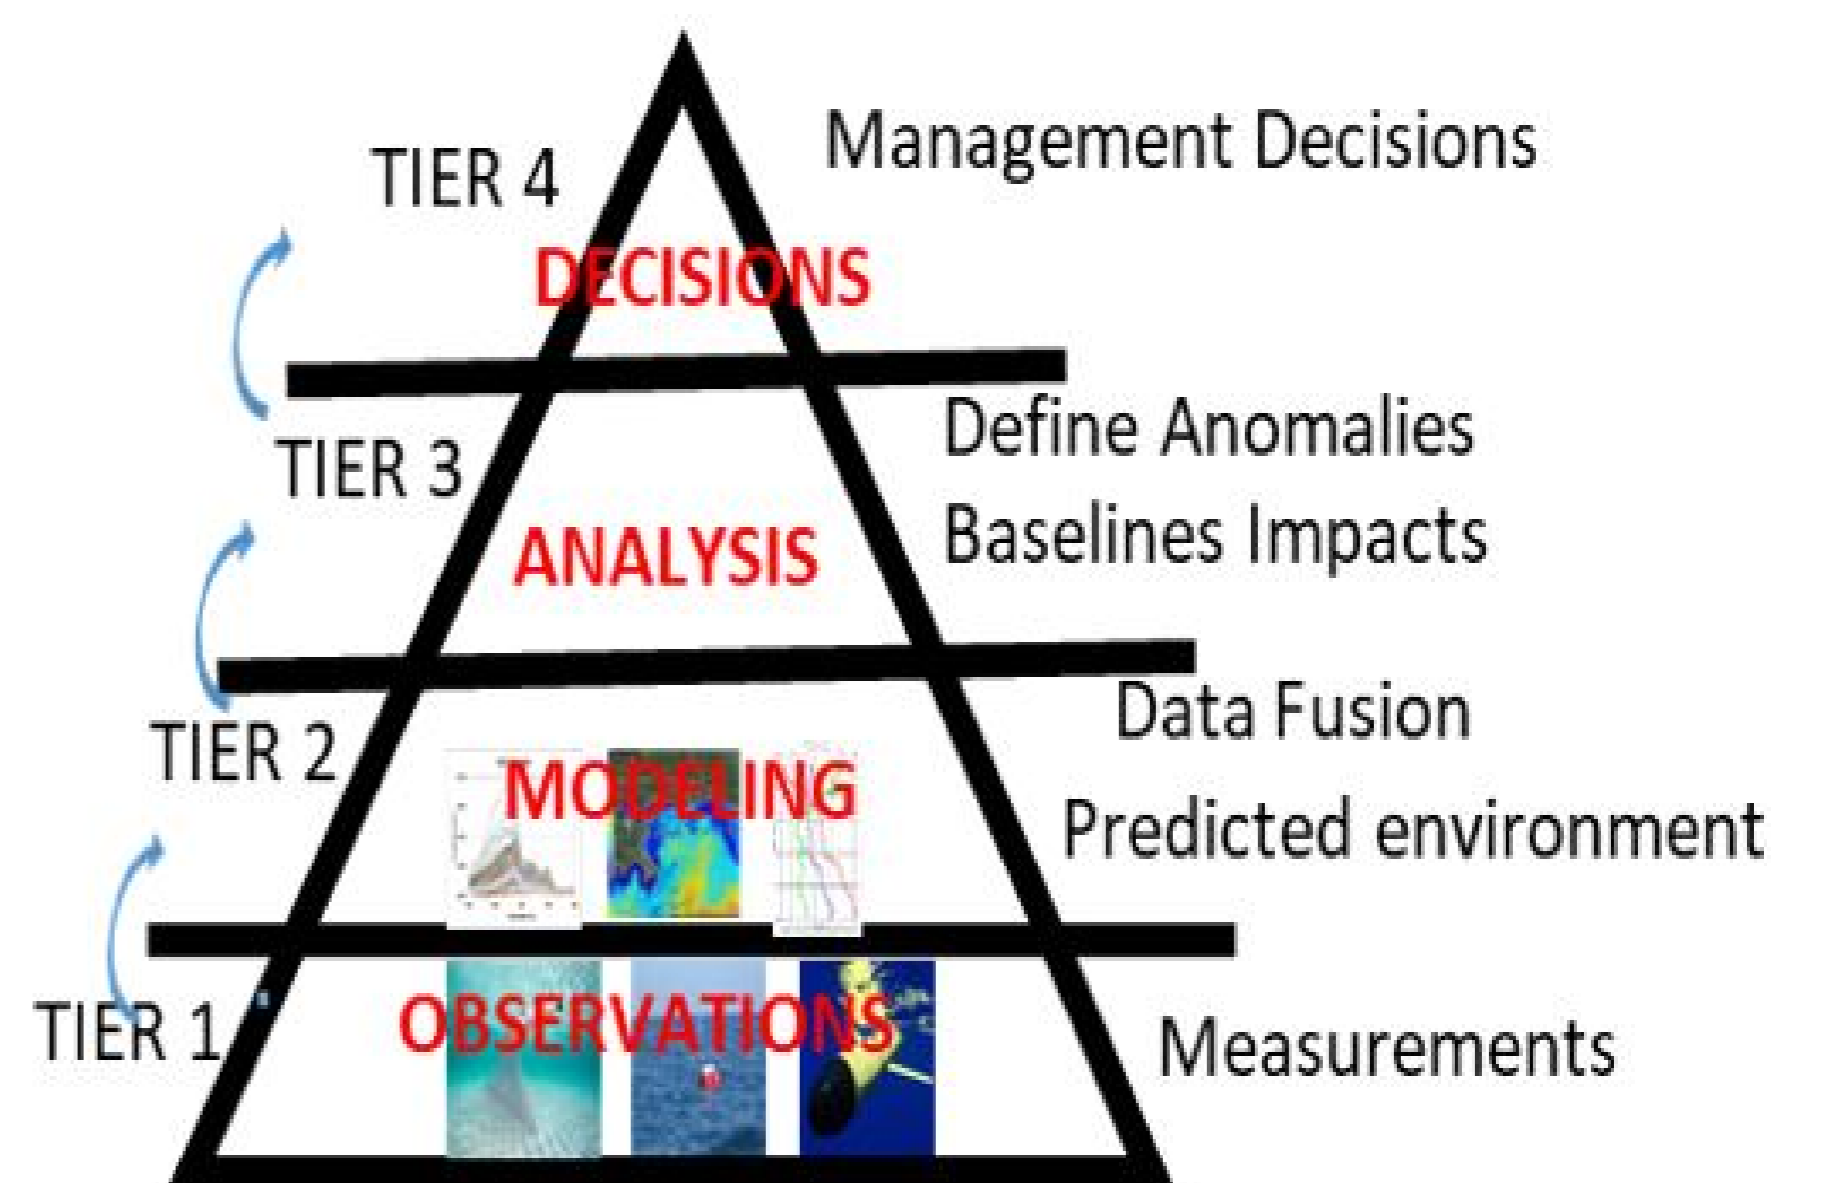 Management Decisions
TIER 4
DECISIONS
Define Anomalies
TIER 3
Baselines Impacts
ANALYSIS
Data Fusion
TIER 2
MODELING
Predicted environment
TIER 1
OBSERVATIONS
Measurements